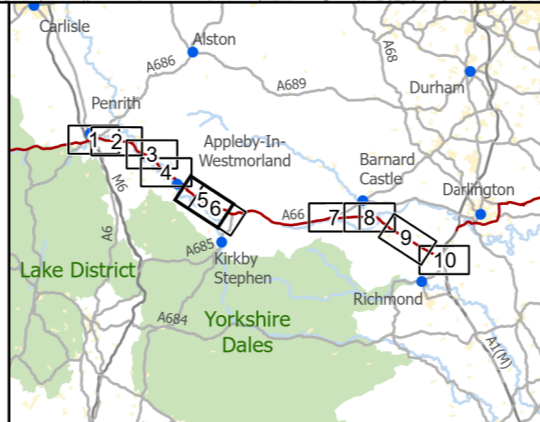 Carlisle
Alston
A686
A68
A689
Durham
Penrith
1 2
3
4
Appleby-In-
Westmorland
Barnard
Castle
Darlington
M6
5 6
A66
7 8
9
10
A6
A685
Kirkby
Stephen
Lake District
Richmond
A684
Yorkshire
Dales
A1(M)